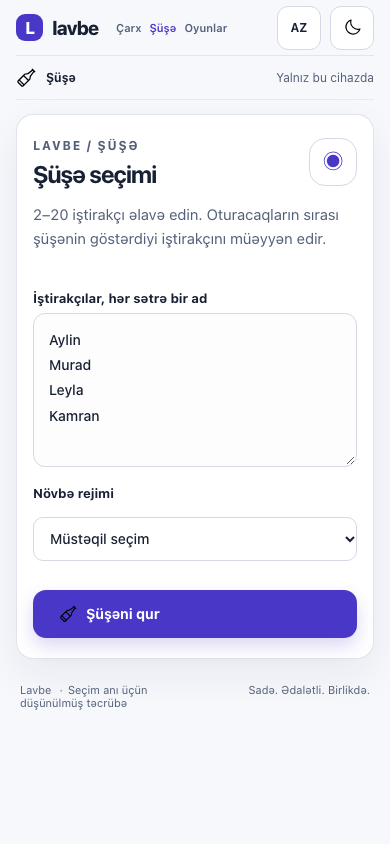 L lavbe Çarx Şüşə Oyunlar AZ
Şüşə Yalnız bu cihazda
LAVBE / ŞÜŞƏ
Şüşə seçimi
2–20 iştirakçı əlavə edin. Oturacaqların sırası
şüşənin göstərdiyi iştirakçını müəyyən edir.
İştirakçılar, hər sətrə bir ad
Aylin
Murad
Leyla
Kamran
Növbə rejimi
Müstəqil seçim
Şüşəni qur
Lavbe · Seçim anı üçün
düşünülmüş təcrübə
Sadə. Ədalətli. Birlikdə.